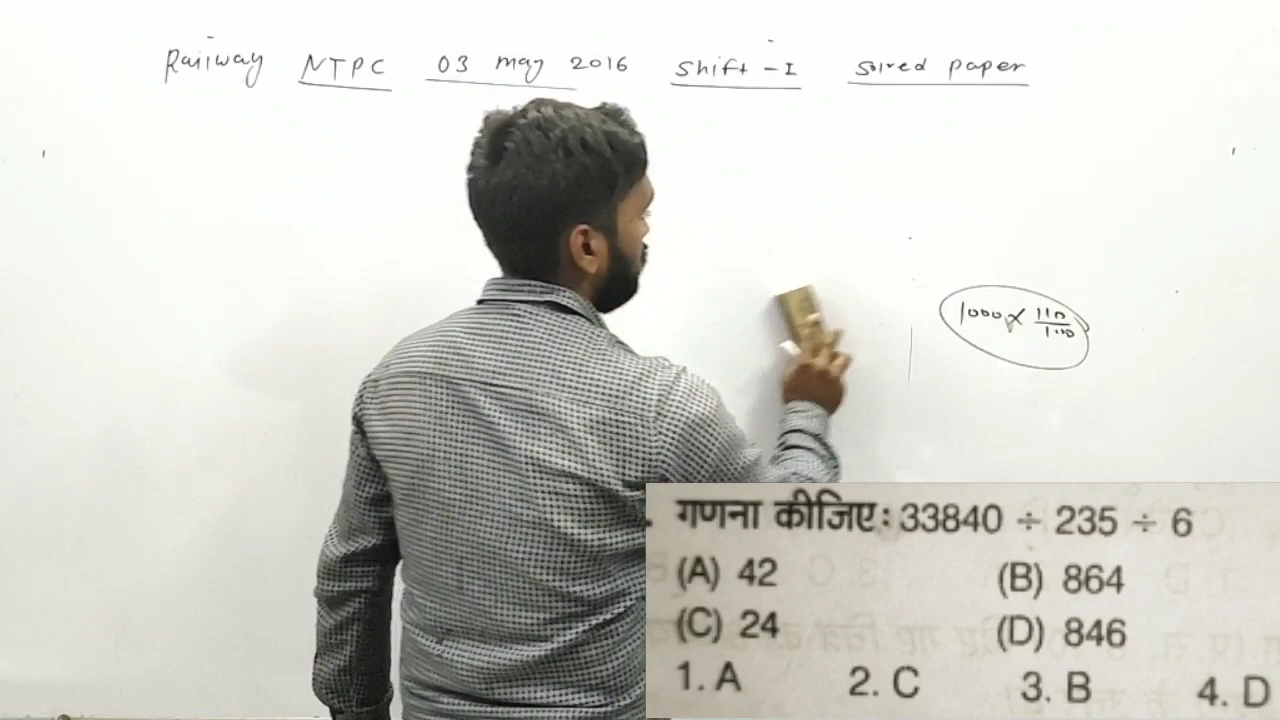 Railway NTPC 03 may 2016 Shift-I Solved paper
1000 × 110/100
गणना कीजिए: 33840 ÷ 235 ÷ 6
(A) 42 (B) 864
(C) 24 (D) 846
1. A 2. C 3. B 4. D